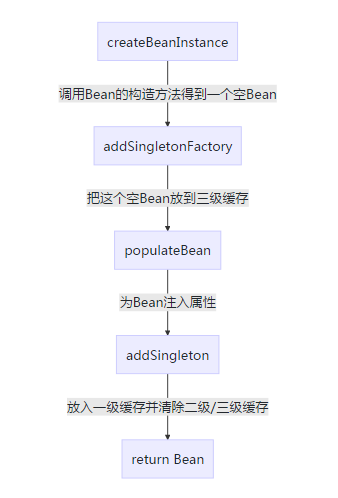 createBeanInstance
调用Bean的构造方法得到一个空Bean
addSingletonFactory
把这个空Bean放到三级缓存
populateBean
为Bean注入属性
addSingleton
放入一级缓存并清除二级/三级缓存
return Bean